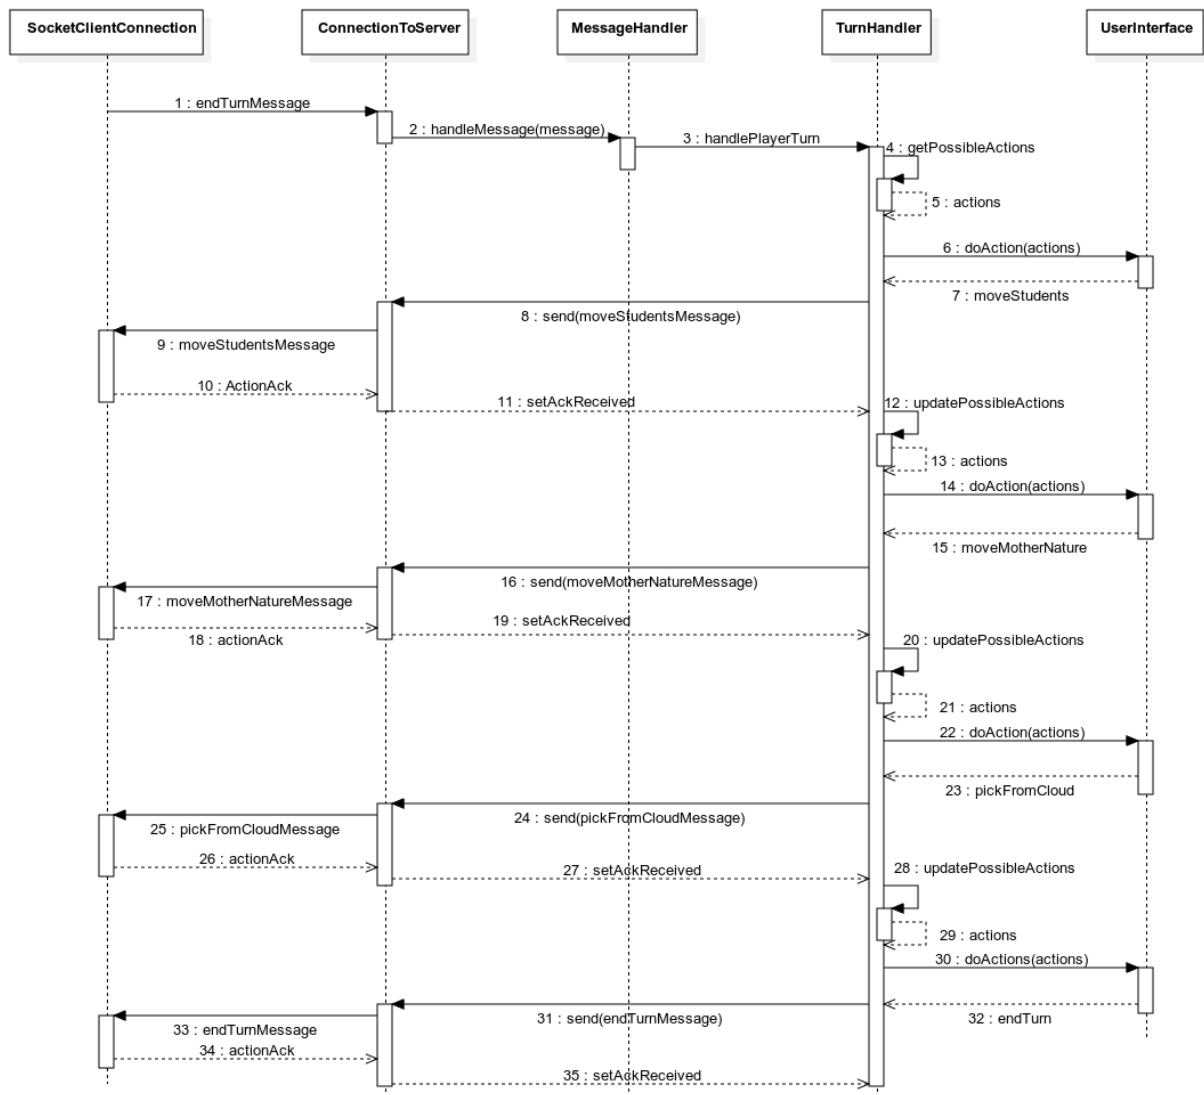 SocketClientConnection
ConnectionToServer
MessageHandler
TurnHandler
UserInterface
1 : endTurnMessage
2 : handleMessage(message)
3 : handlePlayerTurn
4 : getPossibleActions
5 : actions
6 : doAction(actions)
7 : moveStudents
8 : send(moveStudentsMessage)
9 : moveStudentsMessage
10 : ActionAck
11 : setAckReceived
12 : updatePossibleActions
13 : actions
14 : doAction(actions)
15 : moveMotherNature
16 : send(moveMotherNatureMessage)
17 : moveMotherNatureMessage
18 : actionAck
19 : setAckReceived
20 : updatePossibleActions
21 : actions
22 : doAction(actions)
23 : pickFromCloud
24 : send(pickFromCloudMessage)
25 : pickFromCloudMessage
26 : actionAck
27 : setAckReceived
28 : updatePossibleActions
29 : actions
30 : doActions(actions)
31 : send(endTurnMessage)
32 : endTurn
33 : endTurnMessage
34 : actionAck
35 : setAckReceived